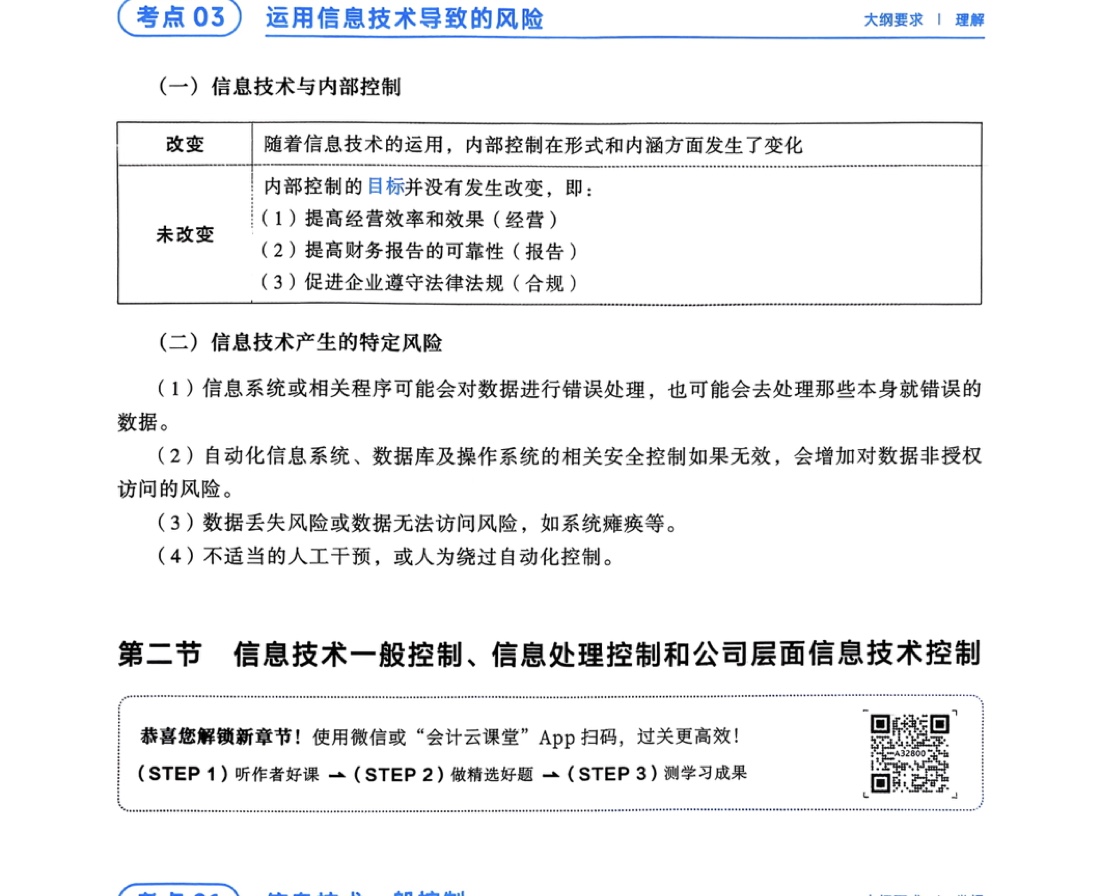 考点 03 运用信息技术导致的风险 大纲要求 | 理解
（一）信息技术与内部控制
改变 随着信息技术的运用，内部控制在形式和内涵方面发生了变化
未改变 内部控制的目标并没有发生改变，即：
（1）提高经营效率和效果（经营）
（2）提高财务报告的可靠性（报告）
（3）促进企业遵守法律法规（合规）
（二）信息技术产生的特定风险
（1）信息系统或相关程序可能会对数据进行错误处理，也可能会去处理那些本身就错误的
数据。
（2）自动化信息系统、数据库及操作系统的相关安全控制如果无效，会增加对数据非授权
访问的风险。
（3）数据丢失风险或数据无法访问风险，如系统瘫痪等。
（4）不适当的人工干预，或人为绕过自动化控制。
第二节 信息技术一般控制、信息处理控制和公司层面信息技术控制
恭喜您解锁新章节！使用微信或“会计云课堂”App 扫码，过关更高效！
（STEP 1）听作者好课 ⇀（STEP 2）做精选好题 ⇀（STEP 3）测学习成果
A32800